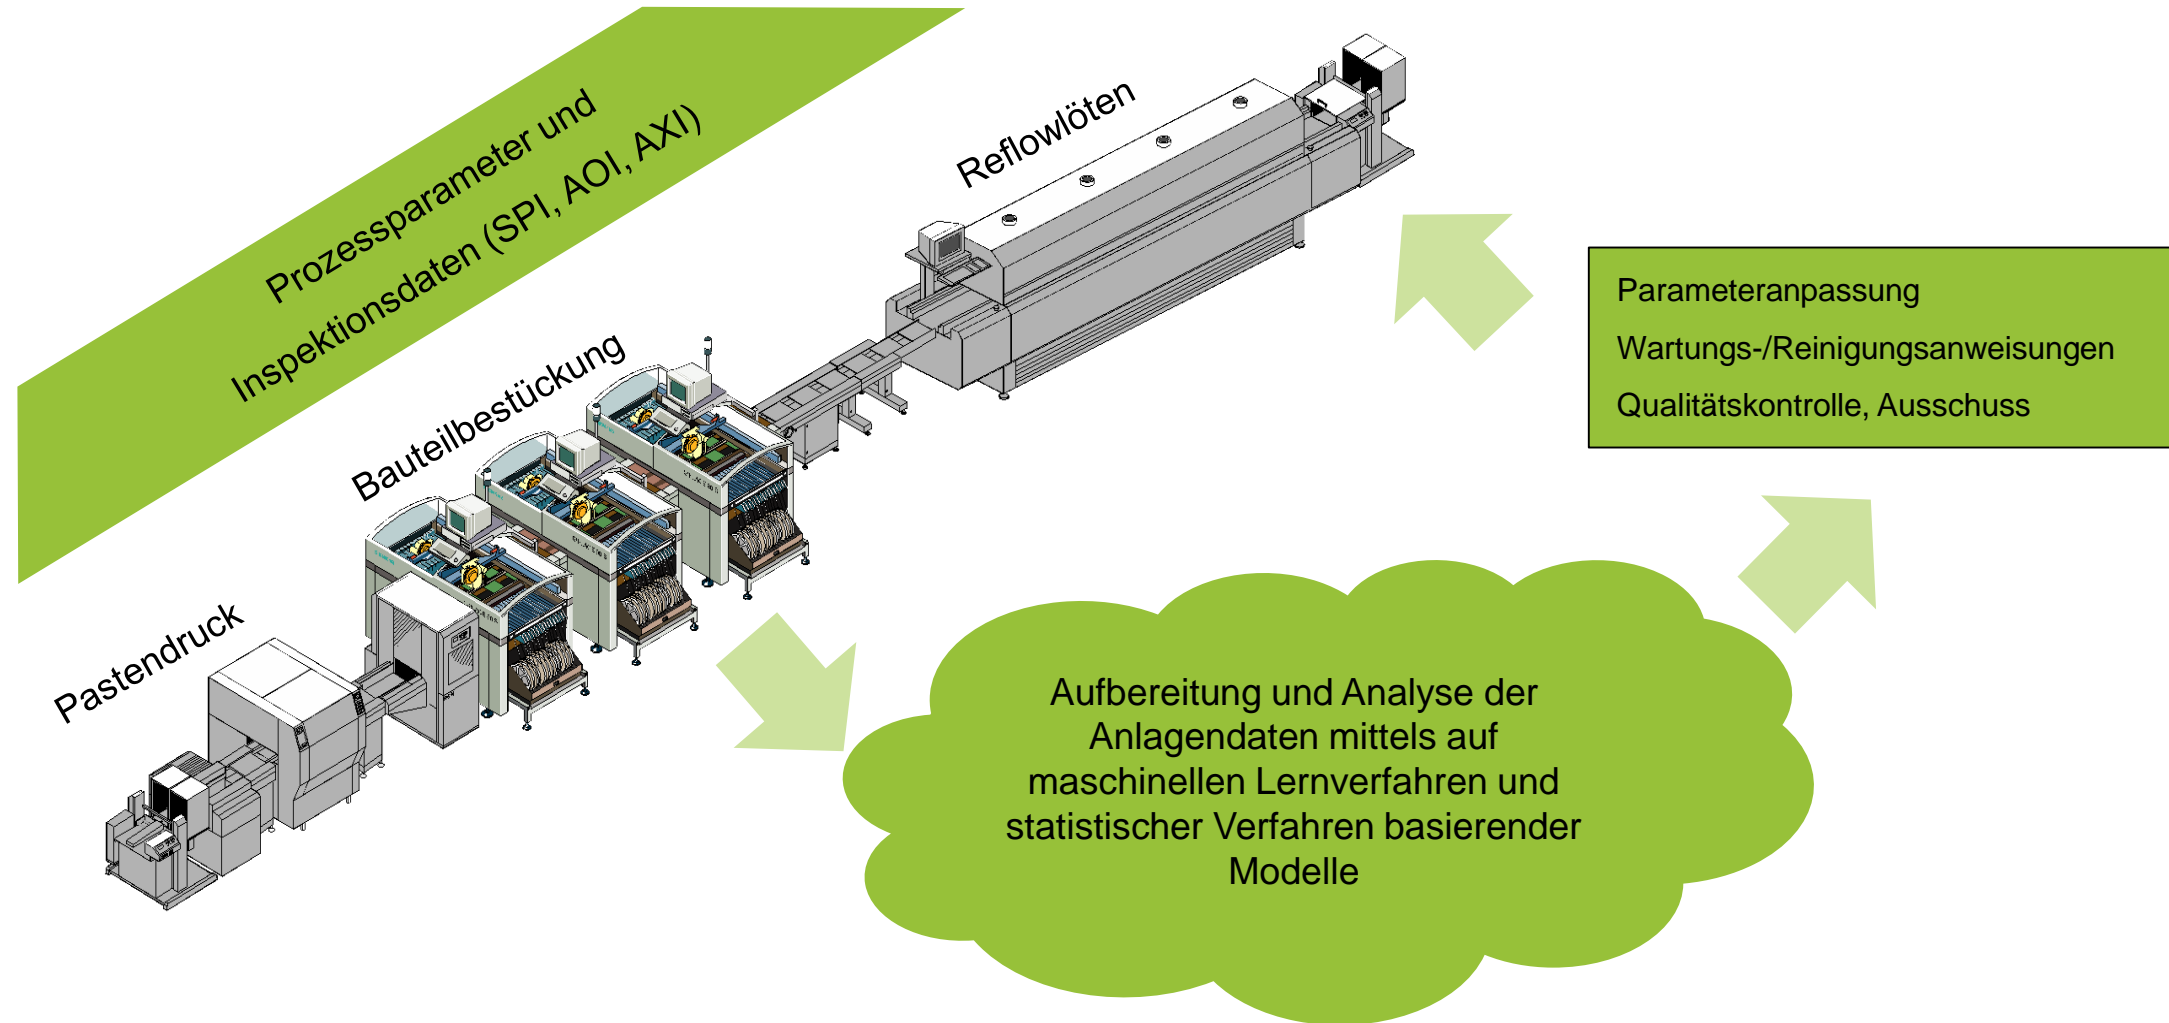 Prozessparameter und
Inspektionsdaten (SPI, AOI, AXI)
Reflowlöten
Bauteilbestückung
Pastendruck
Parameteranpassung
Wartungs-/Reinigungsanweisungen
Qualitätskontrolle, Ausschuss
Aufbereitung und Analyse der
Anlagendaten mittels auf
maschinellen Lernverfahren und
statistischer Verfahren basierender
Modelle